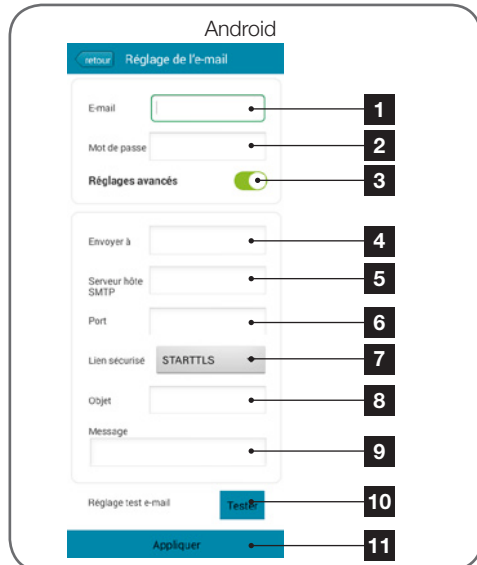 Android
retour Réglage de l'e-mail
E-mail 1
Mot de passe 2
Réglages avancés 3
Envoyer à 4
Serveur hôte SMTP 5
Port 6
Lien sécurisé STARTTLS 7
Objet 8
Message
9
Réglage test e-mail Tester 10
Appliquer 11